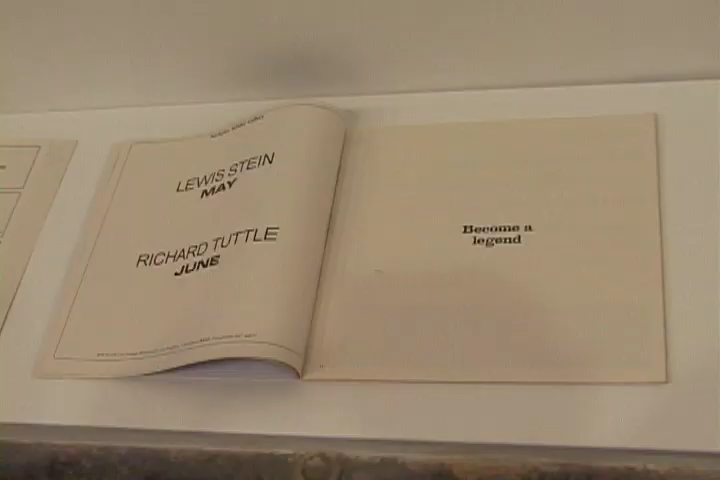 LEWIS STEIN
MAY
RICHARD TUTTLE
JUNE
Become a
legend